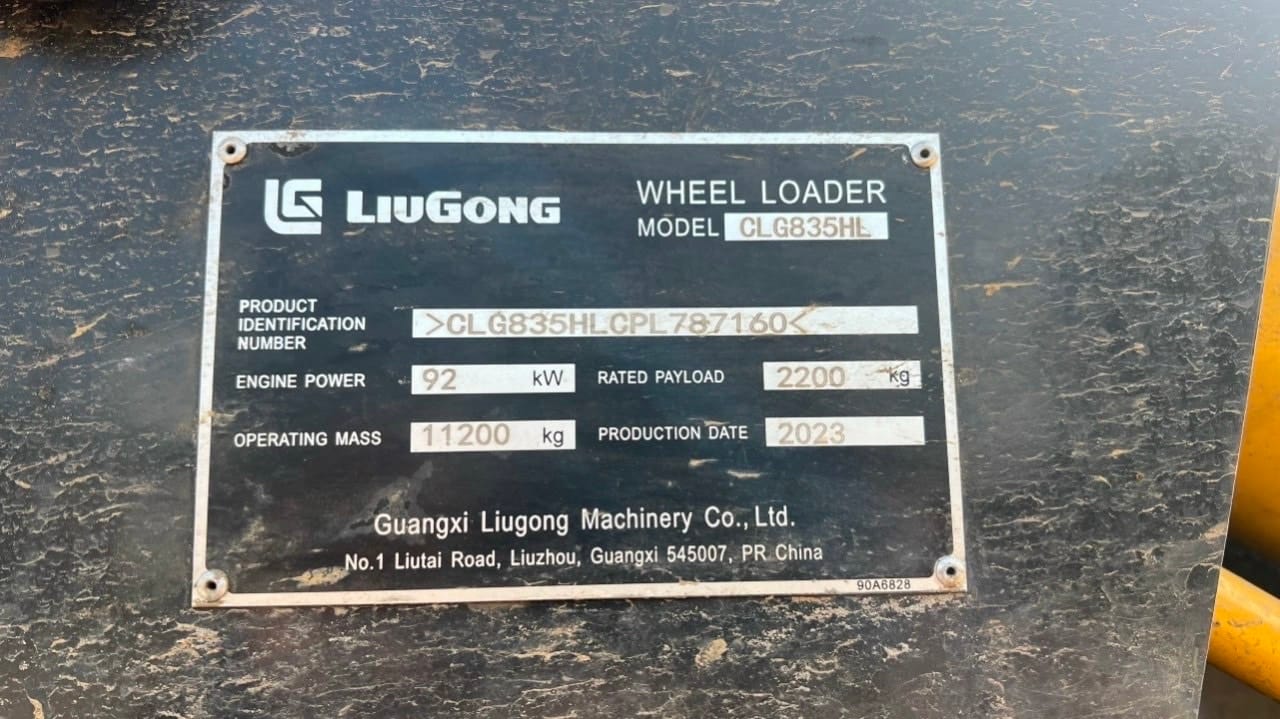 LG LIUGONG
WHEEL LOADER
MODEL CLG835HL
PRODUCT
IDENTIFICATION
NUMBER
>CLG835HLCPL787160<
ENGINE POWER 92 kW RATED PAYLOAD 2200 kg
OPERATING MASS 11200 kg PRODUCTION DATE 2023
Guangxi Liugong Machinery Co., Ltd.
No.1 Liutai Road, Liuzhou, Guangxi 545007, PR China
90A6828